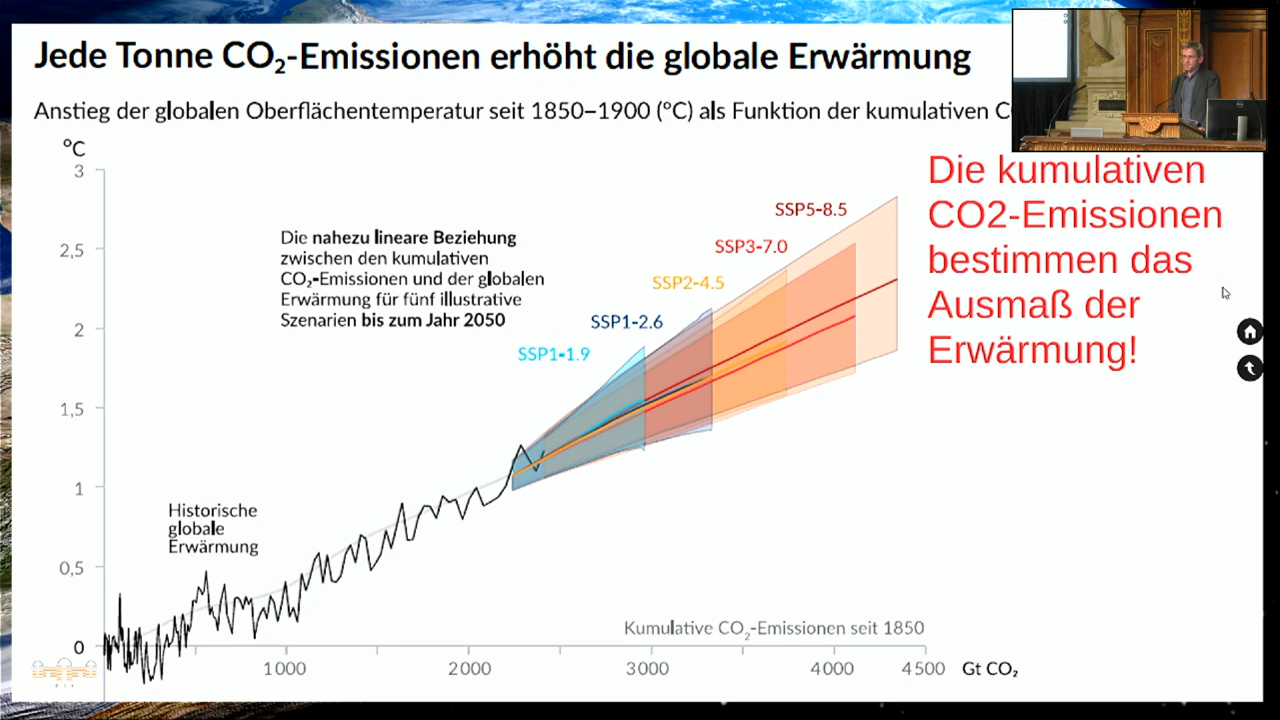 Jede Tonne CO₂-Emissionen erhöht die globale Erwärmung
Anstieg der globalen Oberflächentemperatur seit 1850–1900 (°C) als Funktion der kumulativen
°C
3
2,5
2
1,5
1
0,5
0
Die nahezu lineare Beziehung
zwischen den kumulativen
CO₂-Emissionen und der globalen
Erwärmung für fünf illustrative
Szenarien bis zum Jahr 2050
SSP5-8.5
SSP3-7.0
SSP2-4.5
SSP1-2.6
SSP1-1.9
Historische
globale
Erwärmung
Kumulative CO₂-Emissionen seit 1850
1000
2000
3000
4000
4500
Gt CO₂
Die kumulativen
CO2-Emissionen
bestimmen das
Ausmaß der
Erwärmung!